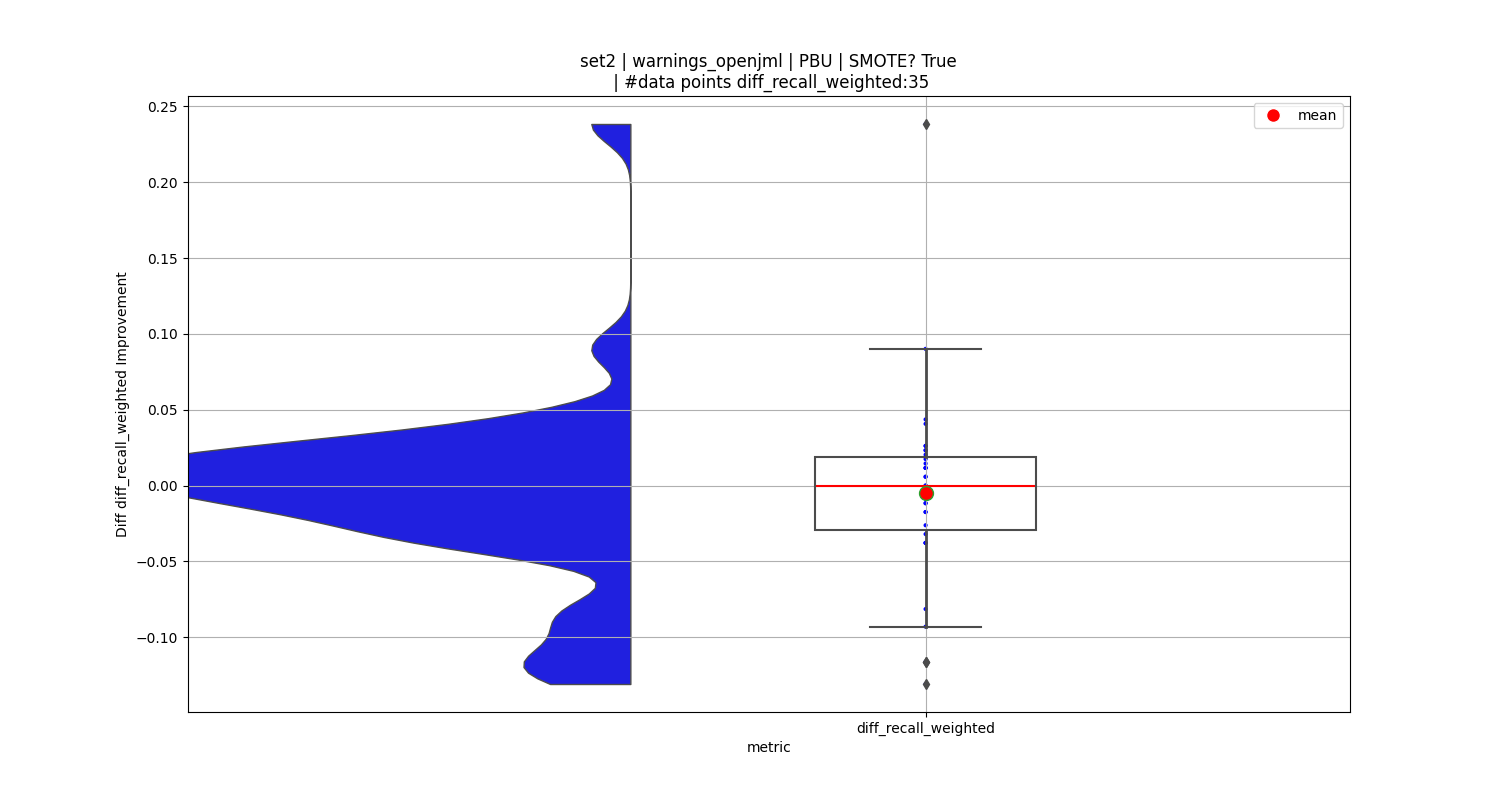 set2 | warnings_openjml | PBU | SMOTE? True
| #data points diff_recall_weighted:35
mean
0.25
0.20
0.15
0.10
0.05
0.00
−0.05
−0.10
Diff diff_recall_weighted Improvement
diff_recall_weighted
metric